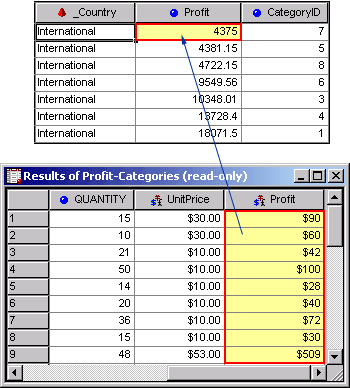 _Country Profit CategoryID
International 4375 7
International 4381.15 5
International 4722.15 8
International 9549.56 6
International 10348.01 3
International 13728.4 4
International 18071.5 1
Results of Profit-Categories (read-only)
QUANTITY UnitPrice Profit
1 15 $30.00 $90
2 10 $30.00 $60
3 21 $10.00 $42
4 50 $10.00 $100
5 14 $10.00 $28
6 20 $10.00 $40
7 36 $10.00 $72
8 15 $10.00 $30
9 48 $53.00 $509